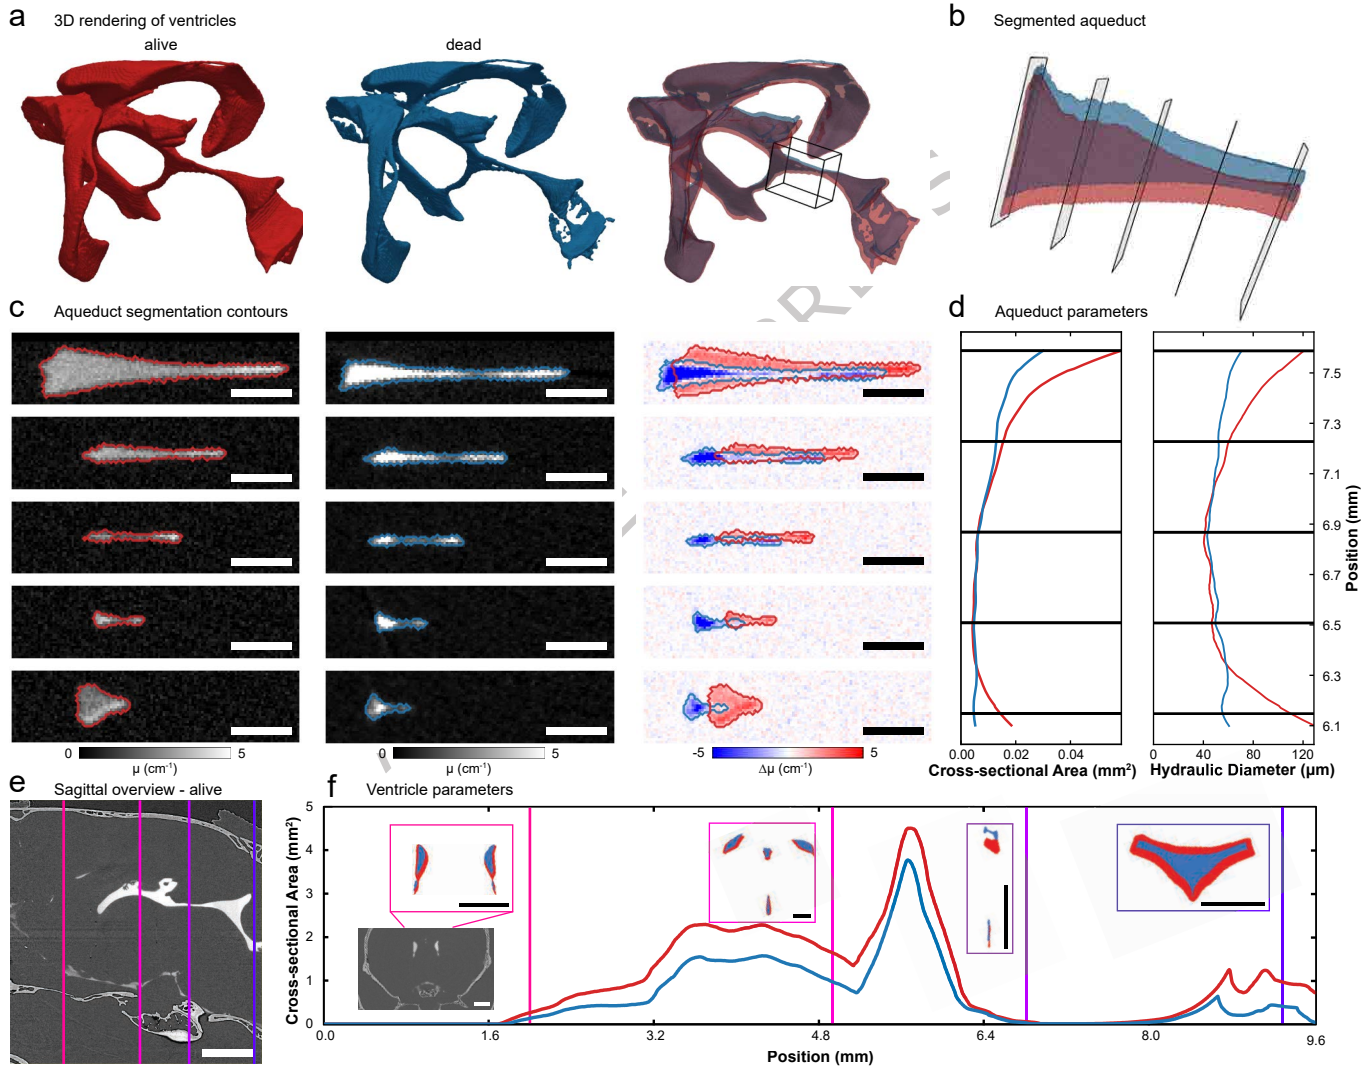 a 3D rendering of ventricles
alive
dead
b Segmented aqueduct
c Aqueduct segmentation contours
0 5
μ (cm⁻¹)
0 5
μ (cm⁻¹)
-5 5
Δμ (cm⁻¹)
d Aqueduct parameters
7.5
7.3
7.1
6.9
6.7
6.5
6.3
6.1
Position (mm)
0.00 0.02 0.04
Cross-sectional Area (mm²)
0 40 80 120
Hydraulic Diameter (μm)
e Sagittal overview - alive
f Ventricle parameters
5
4
3
2
1
0
Cross-sectional Area (mm²)
0.0 1.6 3.2 4.8 6.4 8.0 9.6
Position (mm)